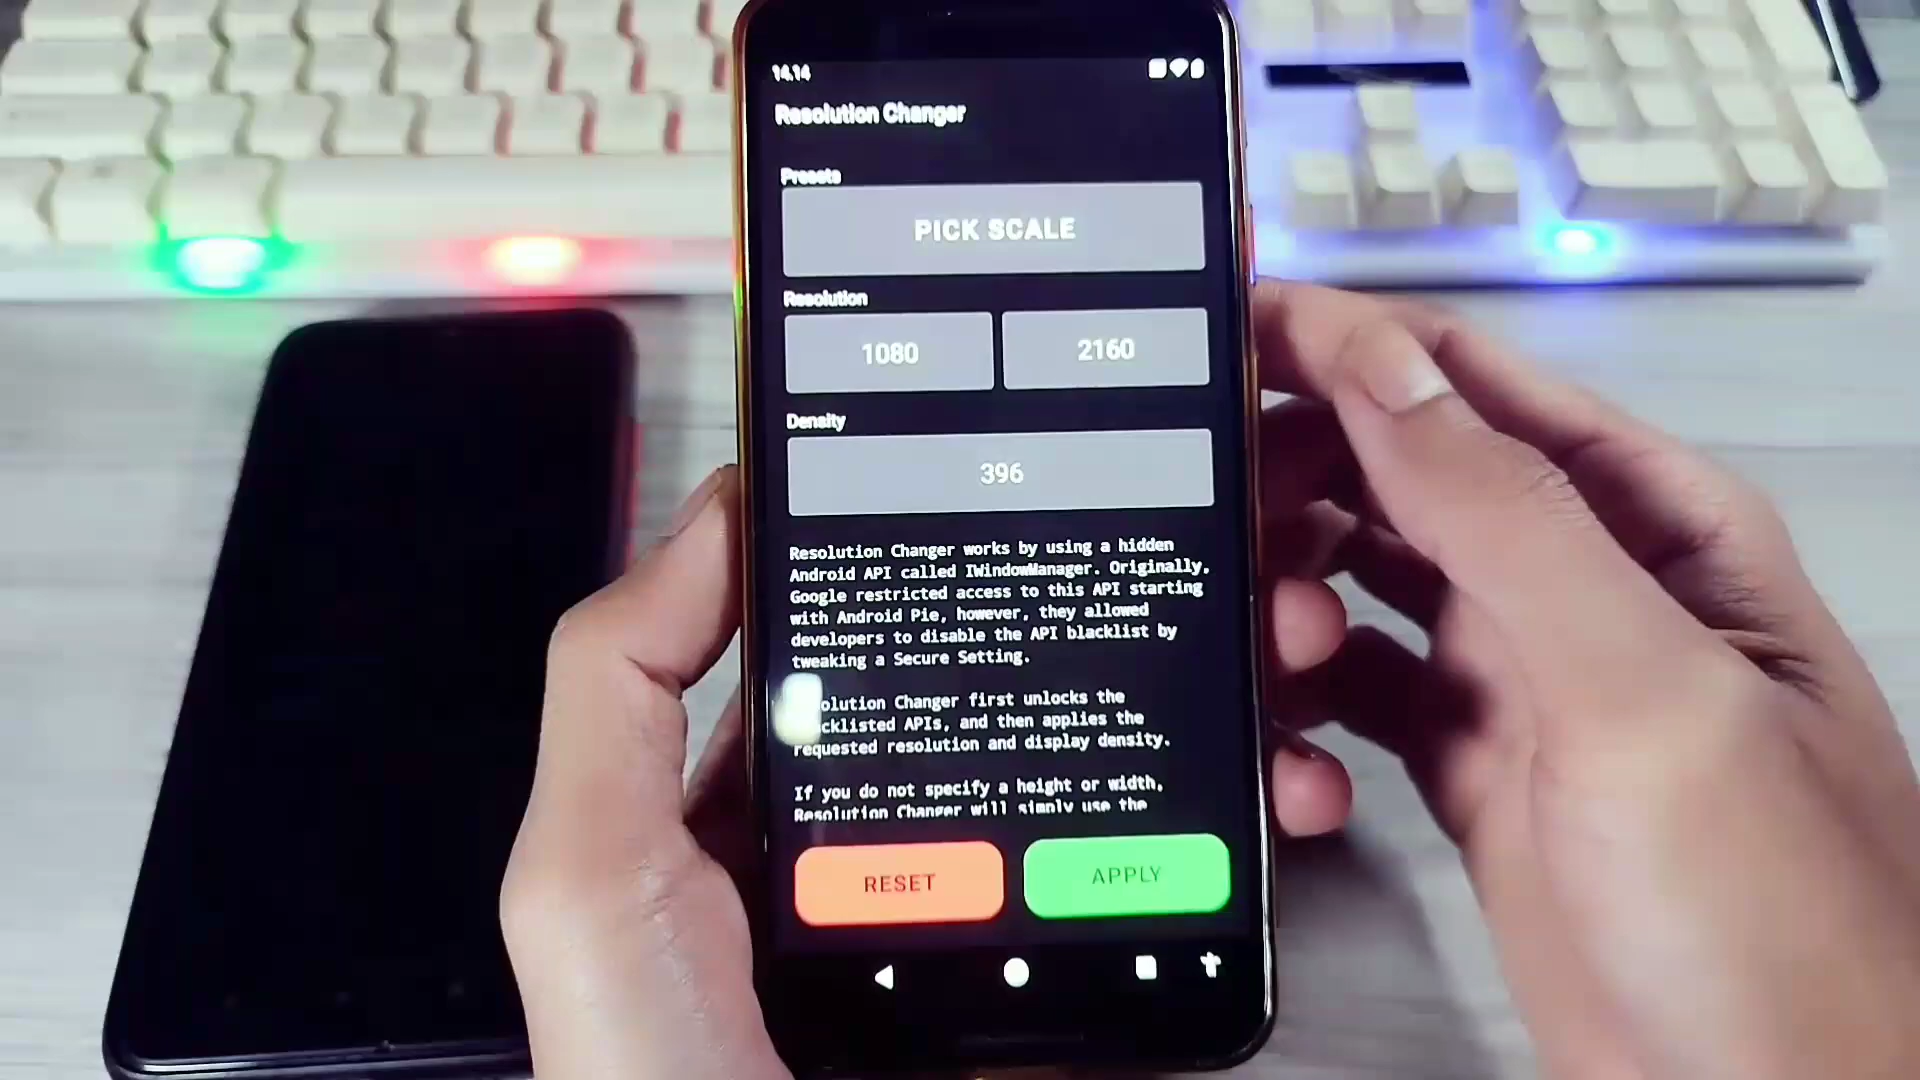 14.14
Resolution Changer
Presets
PICK SCALE
Resolution
1080
2160
Density
396
Resolution Changer works by using a hidden
Android API called IWindowManager. Originally,
Google restricted access to this API starting
with Android Pie, however, they allowed
developers to disable the API blacklist by
tweaking a Secure Setting.
olution Changer first unlocks the
cklisted APIs, and then applies the
requested resolution and display density.
If you do not specify a height or width,
Resolution Changer will simply use the
RESET
APPLY